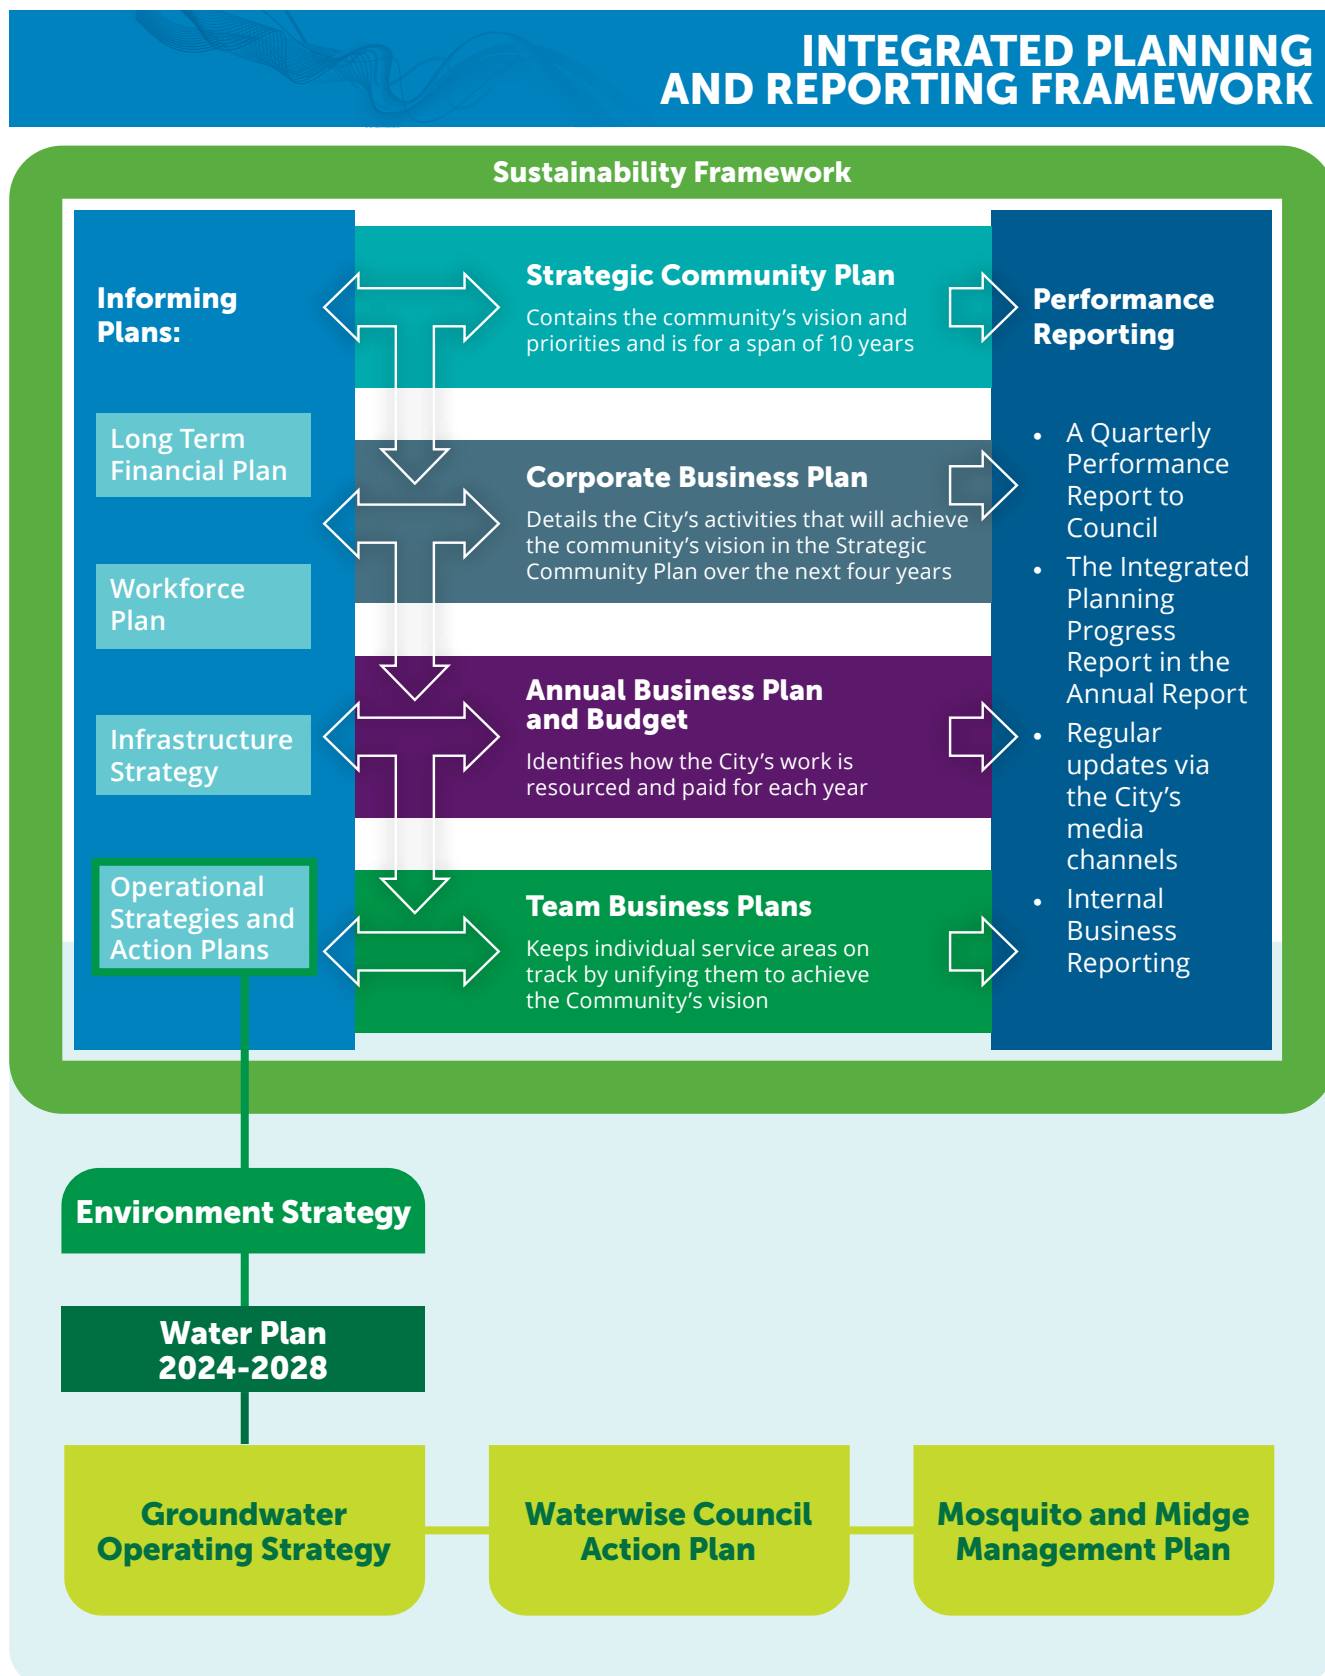 INTEGRATED PLANNING
AND REPORTING FRAMEWORK
Sustainability Framework
Informing
Plans:
Long Term
Financial Plan
Workforce
Plan
Infrastructure
Strategy
Operational
Strategies and
Action Plans
Strategic Community Plan
Contains the community’s vision and
priorities and is for a span of 10 years
Corporate Business Plan
Details the City’s activities that will achieve
the community’s vision in the Strategic
Community Plan over the next four years
Annual Business Plan
and Budget
Identifies how the City’s work is
resourced and paid for each year
Team Business Plans
Keeps individual service areas on
track by unifying them to achieve
the Community’s vision
Performance
Reporting
• A Quarterly
Performance
Report to
Council
• The Integrated
Planning
Progress
Report in the
Annual Report
• Regular
updates via
the City’s
media
channels
• Internal
Business
Reporting
Environment Strategy
Water Plan
2024-2028
Groundwater
Operating Strategy
Waterwise Council
Action Plan
Mosquito and Midge
Management Plan